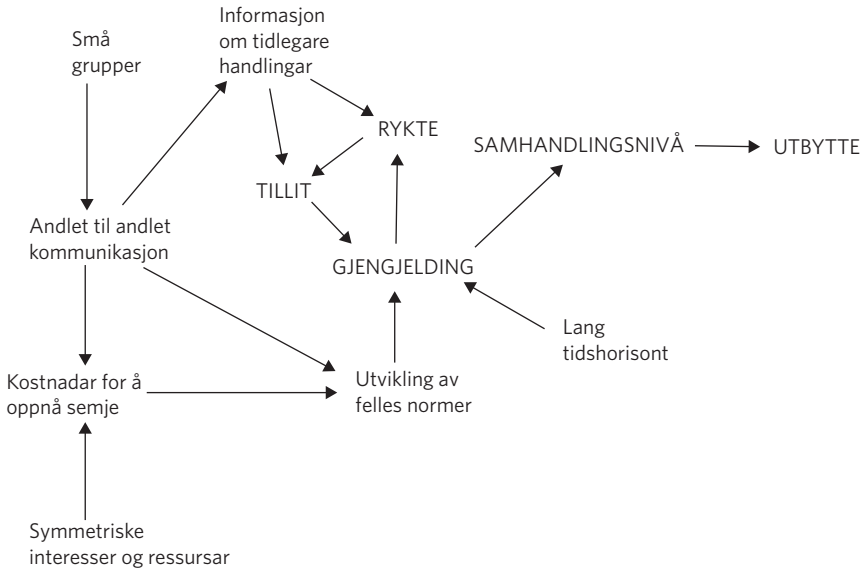 Små
grupper
Informasjon
om tidlegare
handlingar
RYKTE
SAMHANDLINGSNIVÅ
UTBYTTE
TILLIT
Andlet til andlet
kommunikasjon
GJENGJELDING
Lang
tidshorisont
Kostnadar for å
oppnå semje
Utvikling av
felles normer
Symmetriske
interesser og ressursar